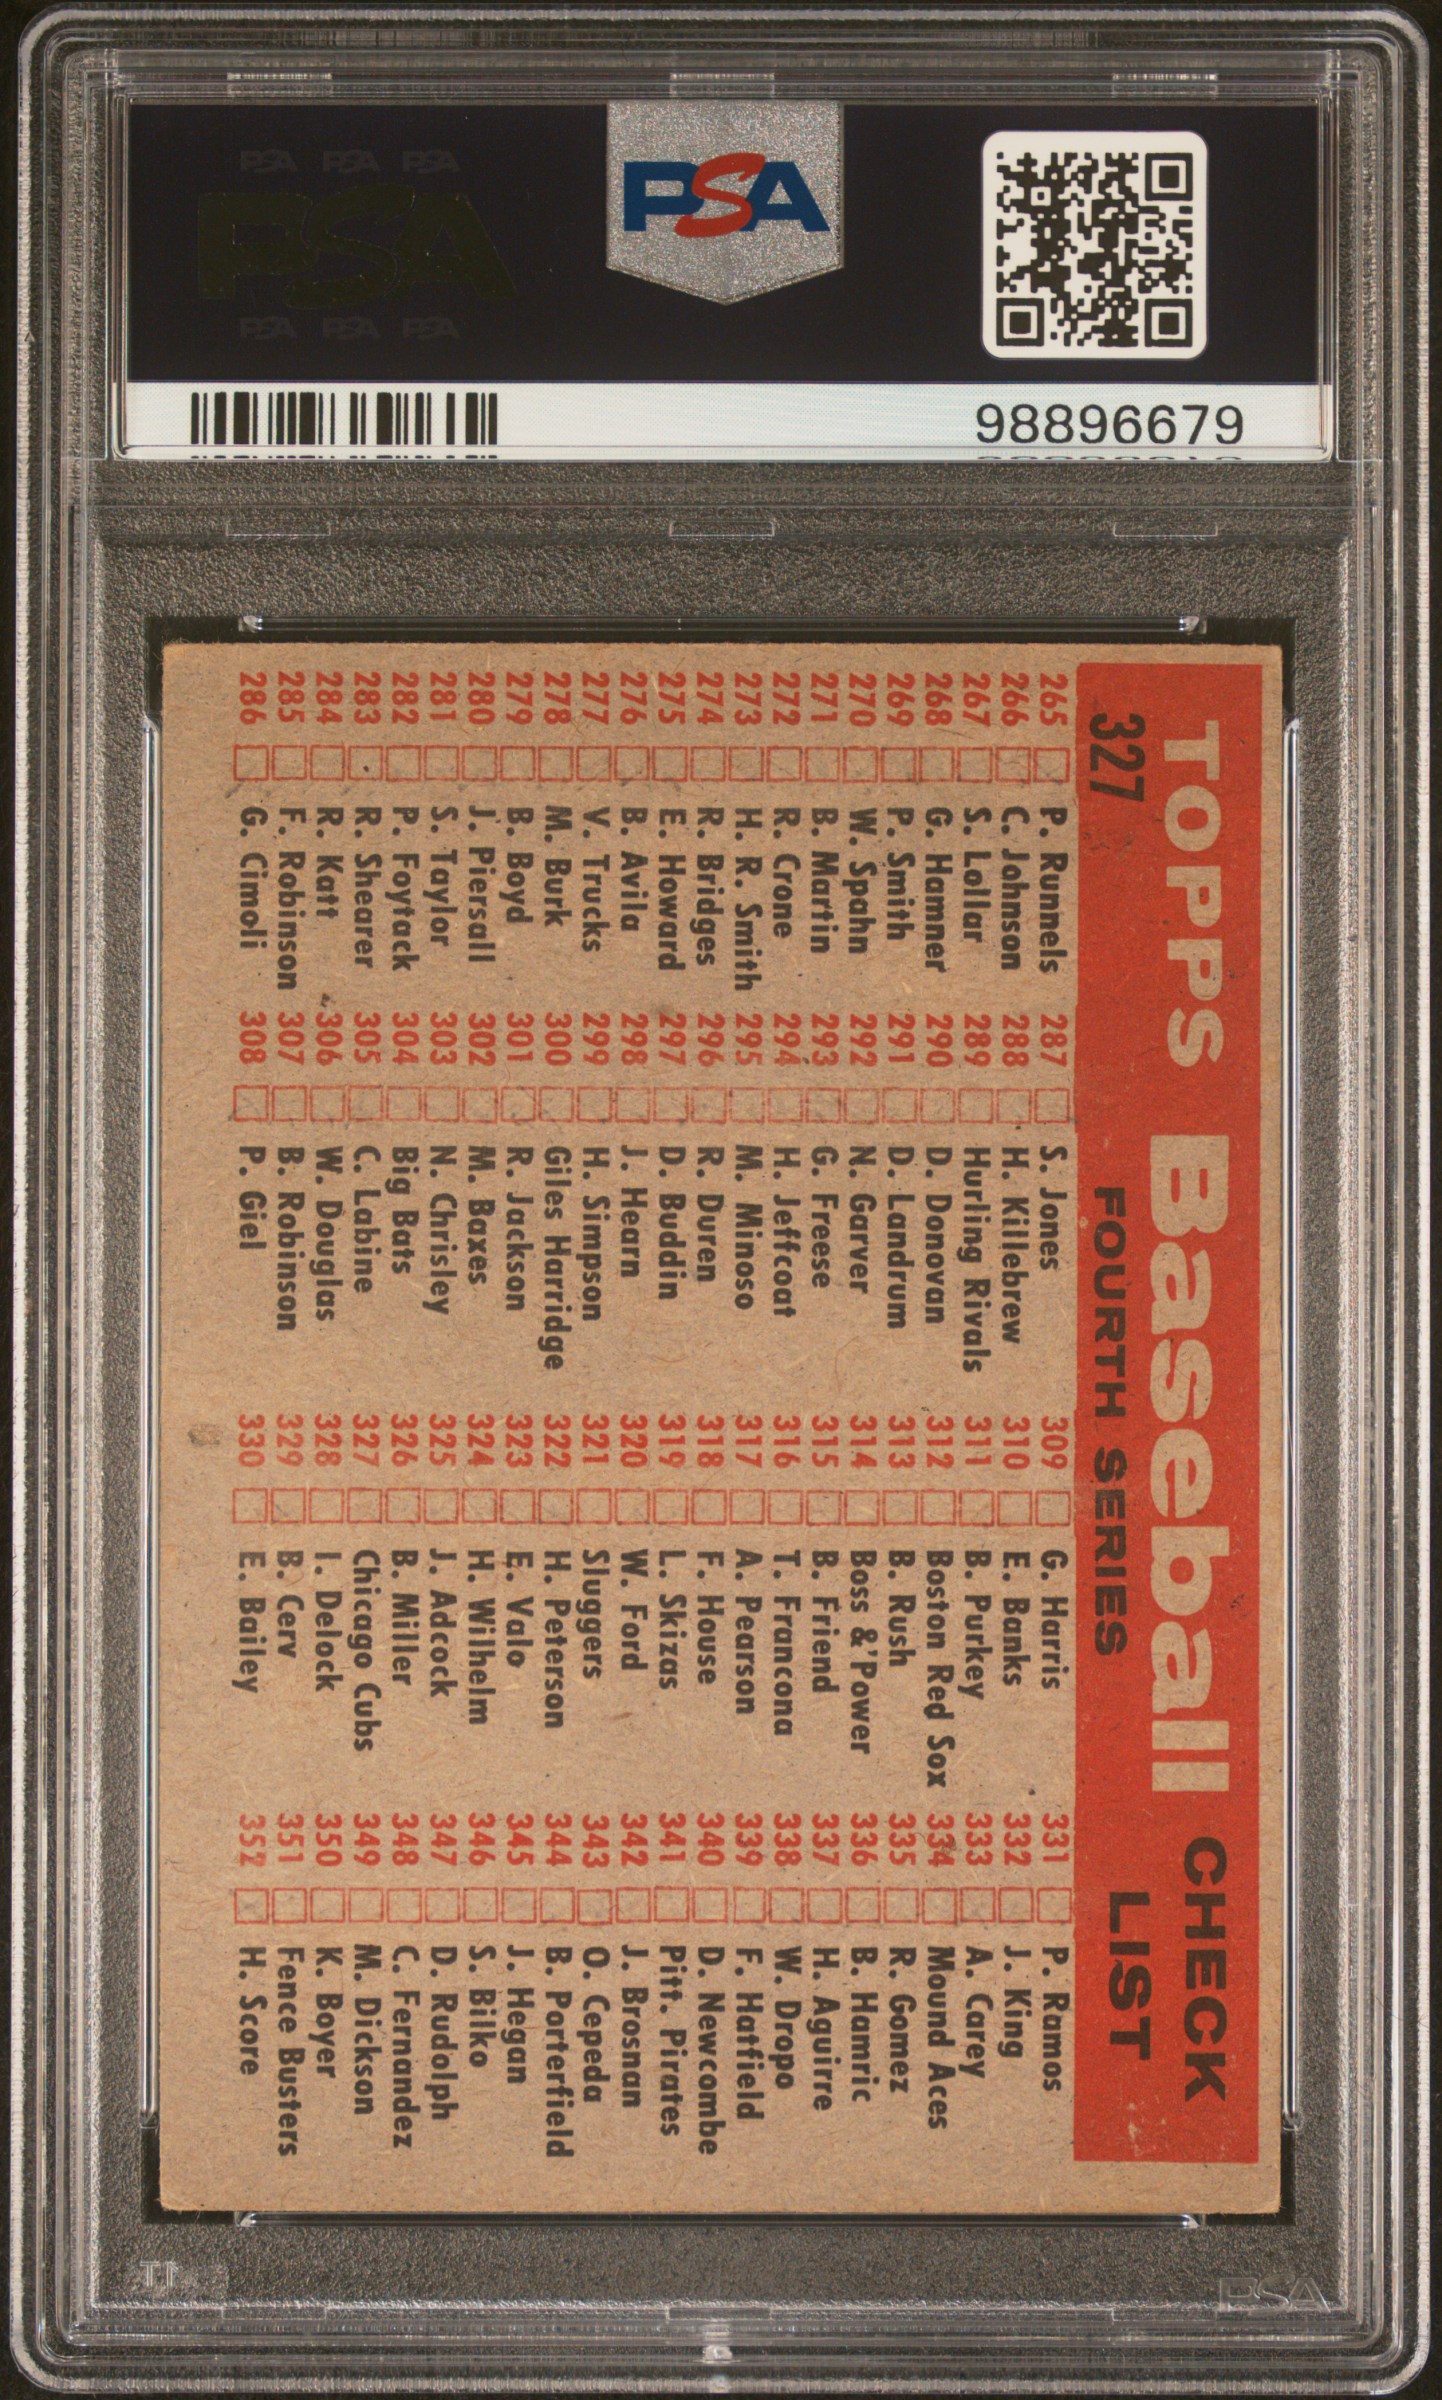 PSA PSA PSA
PSA
PSA PSA PSA
PSA
98896679
TOPPS Baseball CHECK LIST
327 FOURTH SERIES
265 P. Runnels
266 C. Johnson
267 S. Lollar
268 G. Hamner
269 P. Smith
270 W. Spahn
271 B. Martin
272 R. Crone
273 H. R. Smith
274 R. Bridges
275 E. Howard
276 B. Avila
277 V. Trucks
278 M. Burk
279 B. Boyd
280 J. Piersall
281 S. Taylor
282 P. Foytack
283 R. Shearer
284 R. Katt
285 F. Robinson
286 G. Cimoli
287 S. Jones
288 H. Killebrew
289 Hurling Rivals
290 D. Donovan
291 D. Landrum
292 N. Garver
293 G. Freese
294 H. Jeffcoat
295 M. Minoso
296 R. Duren
297 D. Buddin
298 J. Hearn
299 H. Simpson
300 Giles Harridge
301 R. Jackson
302 M. Baxes
303 N. Chrisley
304 Big Bats
305 C. Labine
306 W. Douglas
307 B. Robinson
308 P. Giel
309 G. Harris
310 E. Banks
311 B. Purkey
312 Boston Red Sox
313 B. Rush
314 Boss &'Power
315 B. Friend
316 T. Francona
317 A. Pearson
318 F. House
319 L. Skizas
320 W. Ford
321 Sluggers
322 H. Peterson
323 E. Valo
324 H. Wilhelm
325 J. Adcock
326 B. Miller
327 Chicago Cubs
328 I. Delock
329 B. Cerv
330 E. Bailey
331 P. Ramos
332 J. King
333 A. Carey
334 Mound Aces
335 R. Gomez
336 B. Hamric
337 H. Aguirre
338 W. Dropo
339 F. Hatfield
340 D. Newcombe
341 Pitt. Pirates
342 J. Brosnan
343 O. Cepeda
344 B. Porterfield
345 J. Hegan
346 S. Bilko
347 D. Rudolph
348 C. Fernandez
349 M. Dickson
350 K. Boyer
351 Fence Busters
352 H. Score
PSA